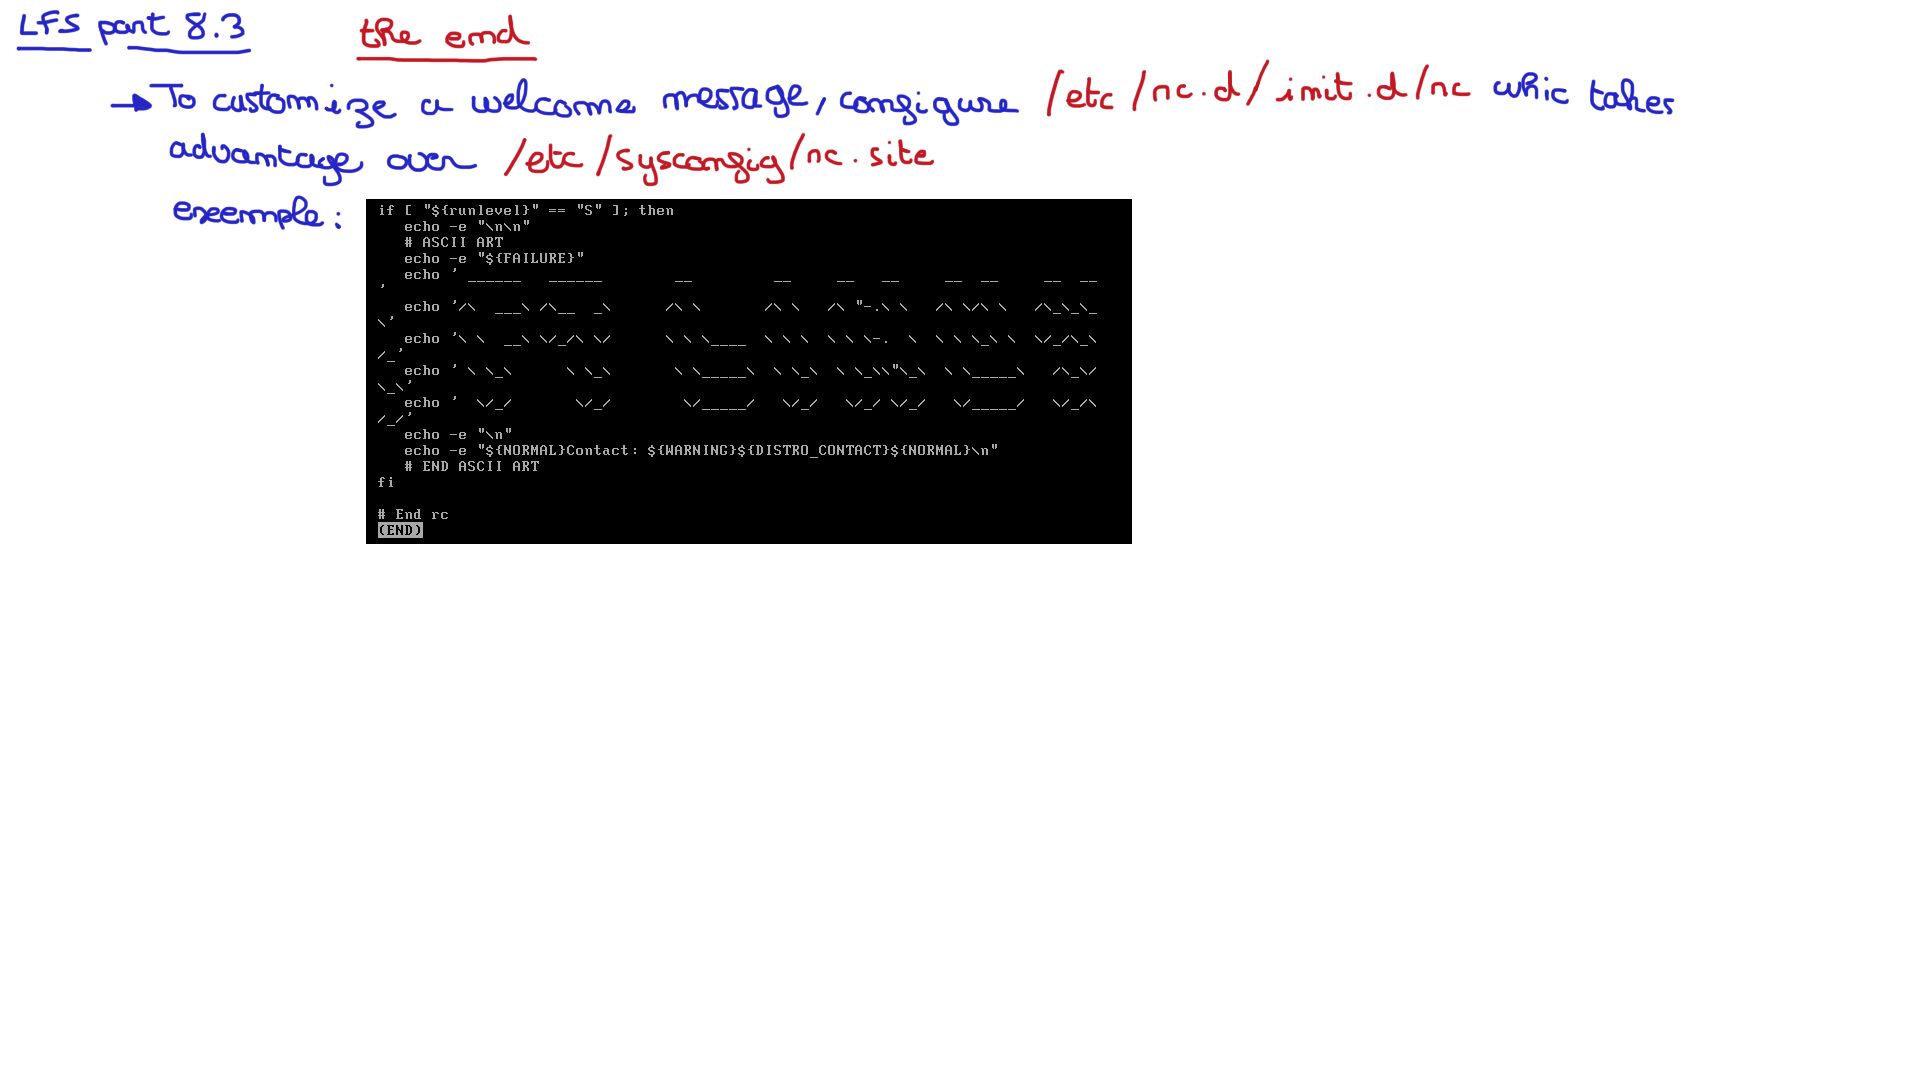 LFS part 8.3 the end
→ To customize a welcome message, configure /etc/rc.d/init.d/rc whic takes
advantage over /etc/sysconfig/rc.site
exemple:
if [ "${runlevel}" == "S" ]; then
   echo -e "\n\n"
   # ASCII ART
   echo -e "${FAILURE}"
   echo ' ______   ______        __         __     __   __     __  __     __  __
'
   echo '/\  ___\ /\__  _\      /\ \       /\ \   /\ "-.\ \   /\ \/\ \   /\_\_\_
\'
   echo '\ \  __\ \/_/\ \/      \ \ \____  \ \ \  \ \ \-.  \  \ \ \_\ \  \/_/\_\
/_'
   echo ' \ \_\      \ \_\       \ \_____\  \ \_\  \ \_\\"\_\  \ \_____\   /\_\/
\_\'
   echo '  \/_/       \/_/        \/_____/   \/_/   \/_/ \/_/   \/_____/   \/_/\
/_/'
   echo -e "\n"
   echo -e "${NORMAL}Contact: ${WARNING}${DISTRO_CONTACT}${NORMAL}\n"
   # END ASCII ART
fi

# End rc
(END)